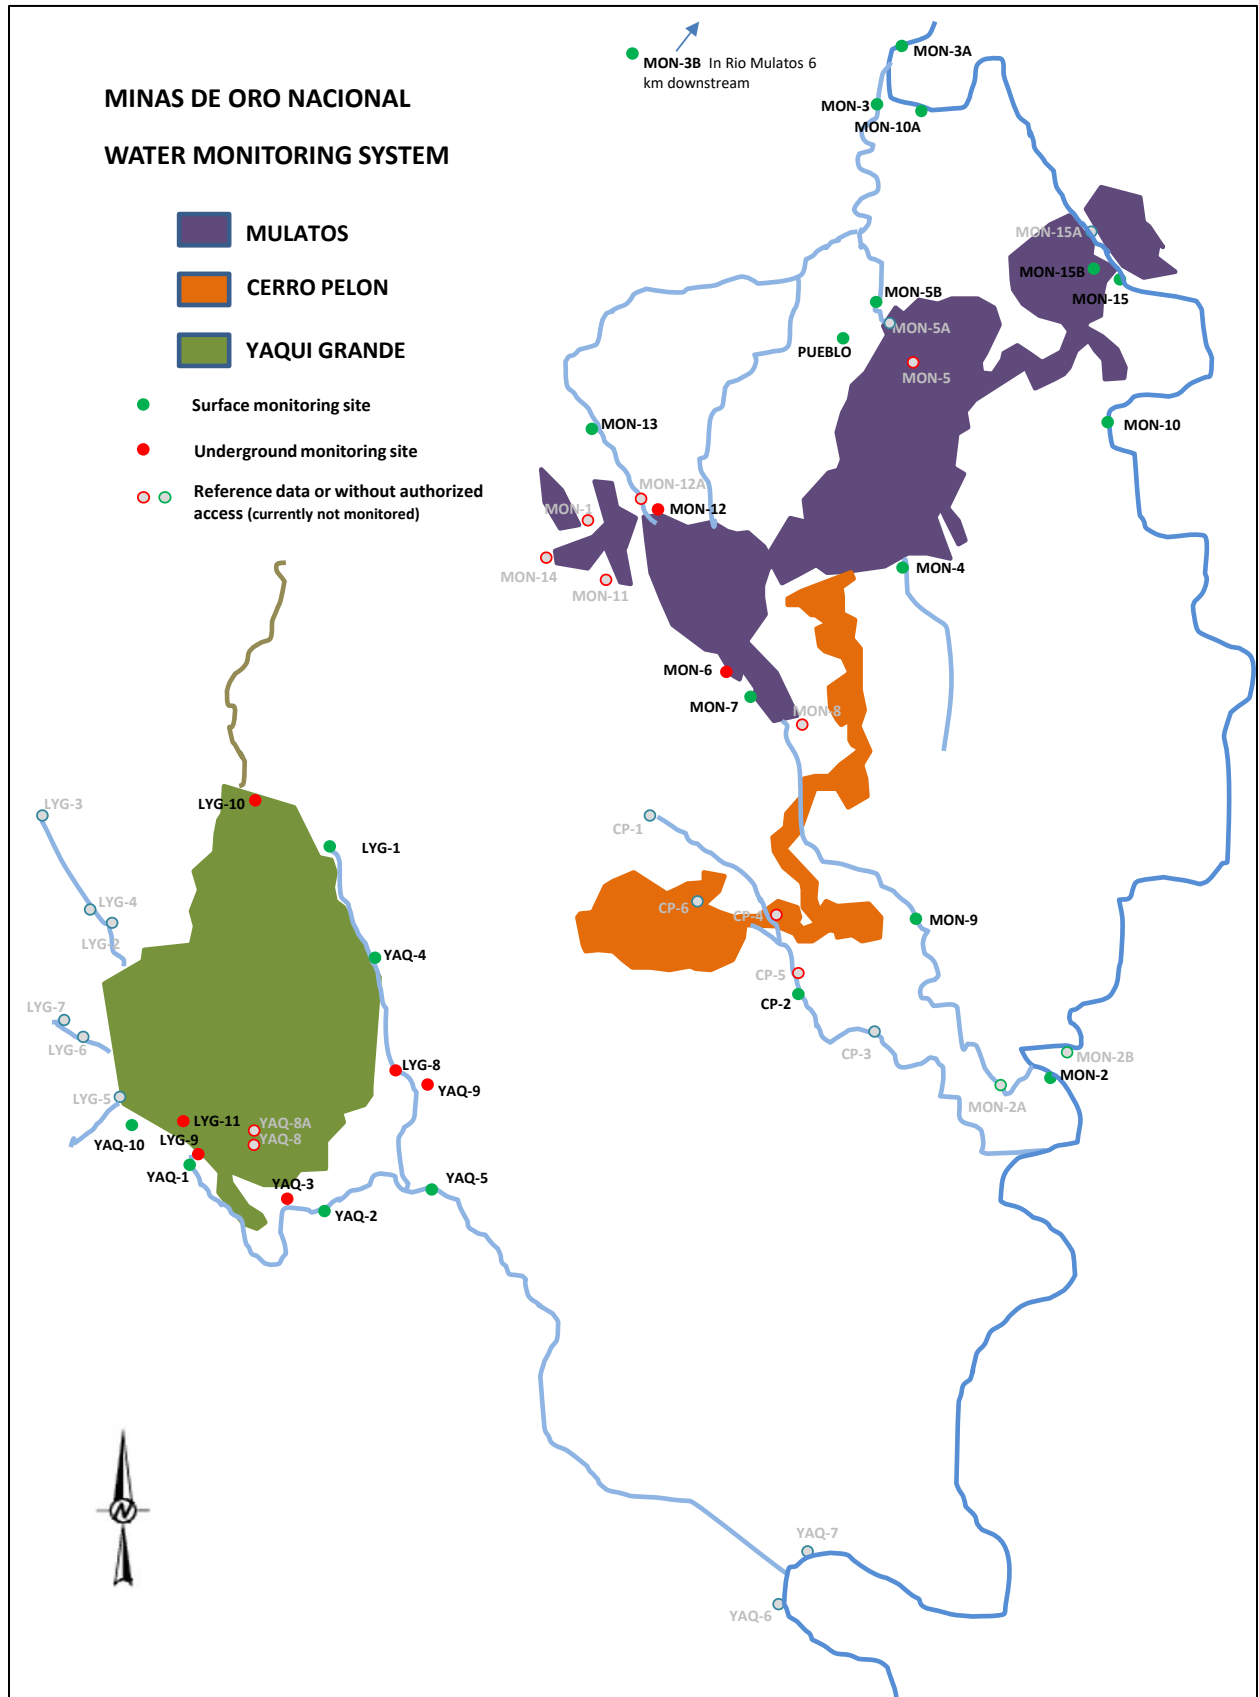 MON-3B In Rio Mulatos 6
km downstream
MON-3A
MINAS DE ORO NACIONAL
MON-3
MON-10A
WATER MONITORING SYSTEM
MULATOS
MON-15A
MON-15B
CERRO PELON
MON-15
MON-5B
MON-5A
YAQUI GRANDE
PUEBLO
MON-5
Surface monitoring site
MON-10
MON-13
Underground monitoring site
MON-12A
Reference data or without authorized
access (currently not monitored)
MON-1
MON-12
MON-14
MON-4
MON-11
MON-6
MON-7
MON-8
LYG-3
LYG-10
CP-1
LYG-1
LYG-4
CP-6
CP-4
MON-9
LYG-2
YAQ-4
CP-5
CP-2
LYG-7
LYG-6
CP-3
MON-2B
LYG-8
MON-2
YAQ-9
LYG-5
MON-2A
LYG-11
YAQ-8A
YAQ-8
YAQ-10
LYG-9
YAQ-1
YAQ-3
YAQ-5
YAQ-2
N
YAQ-7
YAQ-6